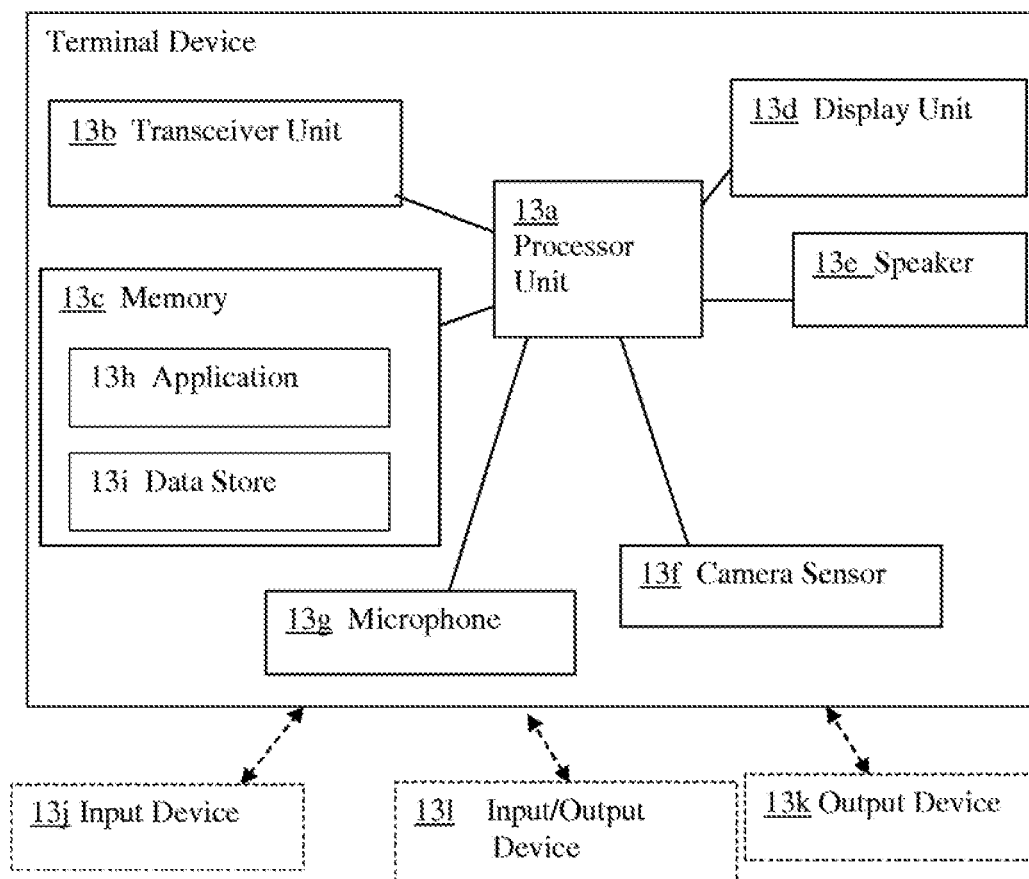 Terminal Device
13b Transceiver Unit
13d Display Unit
13a
Processor
Unit
13e Speaker
13c Memory
13h Application
13i Data Store
13f Camera Sensor
13g Microphone
13j Input Device
13l Input/Output
Device
13k Output Device